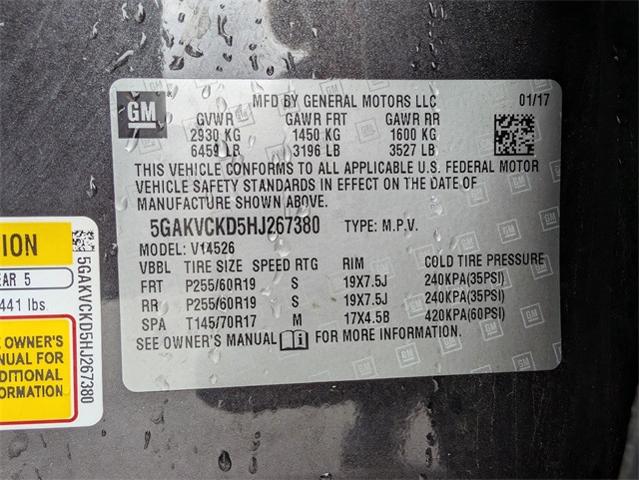 GM
MFD BY GENERAL MOTORS LLC 01/17
GVWR GAWR FRT GAWR RR
2930 KG 1450 KG 1600 KG
6459 LB 3196 LB 3527 LB
THIS VEHICLE CONFORMS TO ALL APPLICABLE U.S. FEDERAL MOTOR
VEHICLE SAFETY STANDARDS IN EFFECT ON THE DATE OF
MANUFACTURE SHOWN ABOVE.
5GAKVCKD5HJ267380 TYPE: M.P.V.
MODEL: V14526
VBBL TIRE SIZE SPEED RTG RIM COLD TIRE PRESSURE
FRT P255/60R19 S 19X7.5J 240KPA(35PSI)
RR P255/60R19 S 19X7.5J 240KPA(35PSI)
SPA T145/70R17 M 17X4.5B 420KPA(60PSI)
SEE OWNER'S MANUAL i FOR MORE INFORMATION.
EAR 5
441 lbs
OWNER'S
FOR
5GAKVCKD5HJ267380